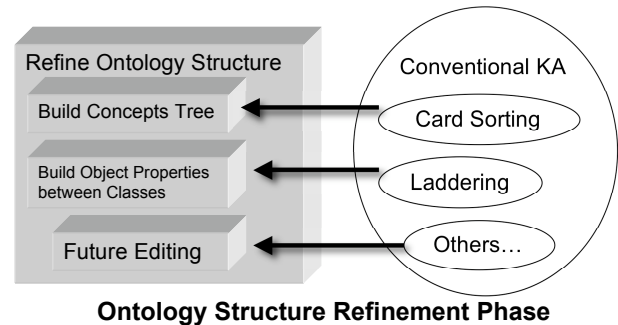 Refine Ontology Structure
Build Concepts Tree
Build Object Properties
between Classes
Future Editing
Conventional KA
Card Sorting
Laddering
Others…
Ontology Structure Refinement Phase